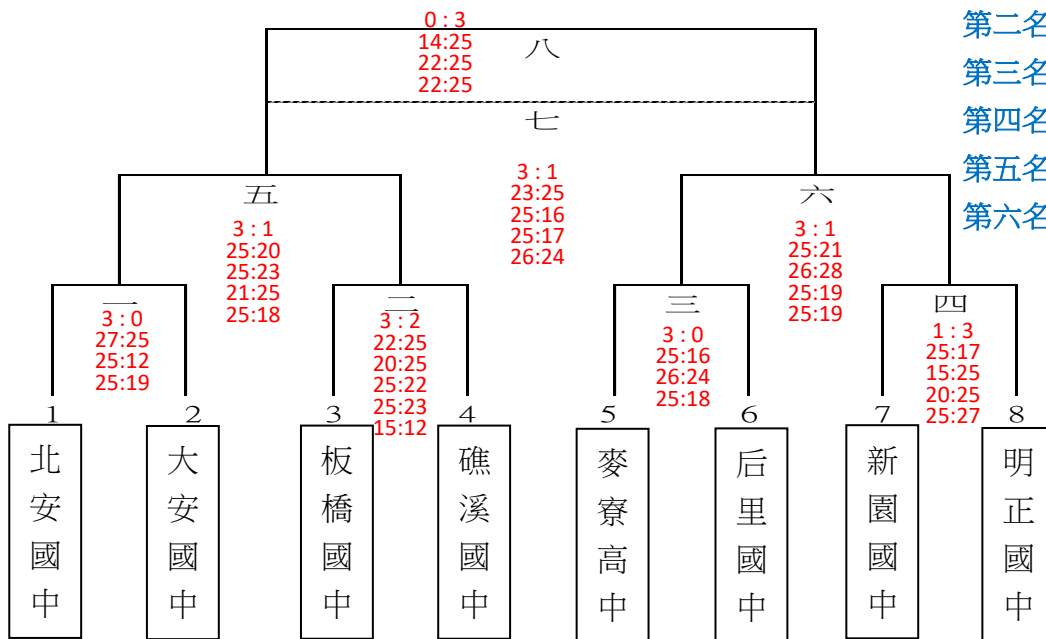 0 : 3
14:25
22:25
22:25
八
第二名
第三名
第四名
第五名
第六名
七
3 : 1
23:25
25:16
25:17
26:24
五
3 : 1
25:20
25:23
21:25
25:18
六
3 : 1
25:21
26:28
25:19
25:19
一
3 : 0
27:25
25:12
25:19
二
3 : 2
22:25
20:25
25:22
25:23
15:12
三
3 : 0
25:16
26:24
25:18
四
1 : 3
25:17
15:25
20:25
25:27
1
2
3
4
5
6
7
8
北安國中
大安國中
板橋國中
礁溪國中
麥寮高中
后里國中
新園國中
明正國中